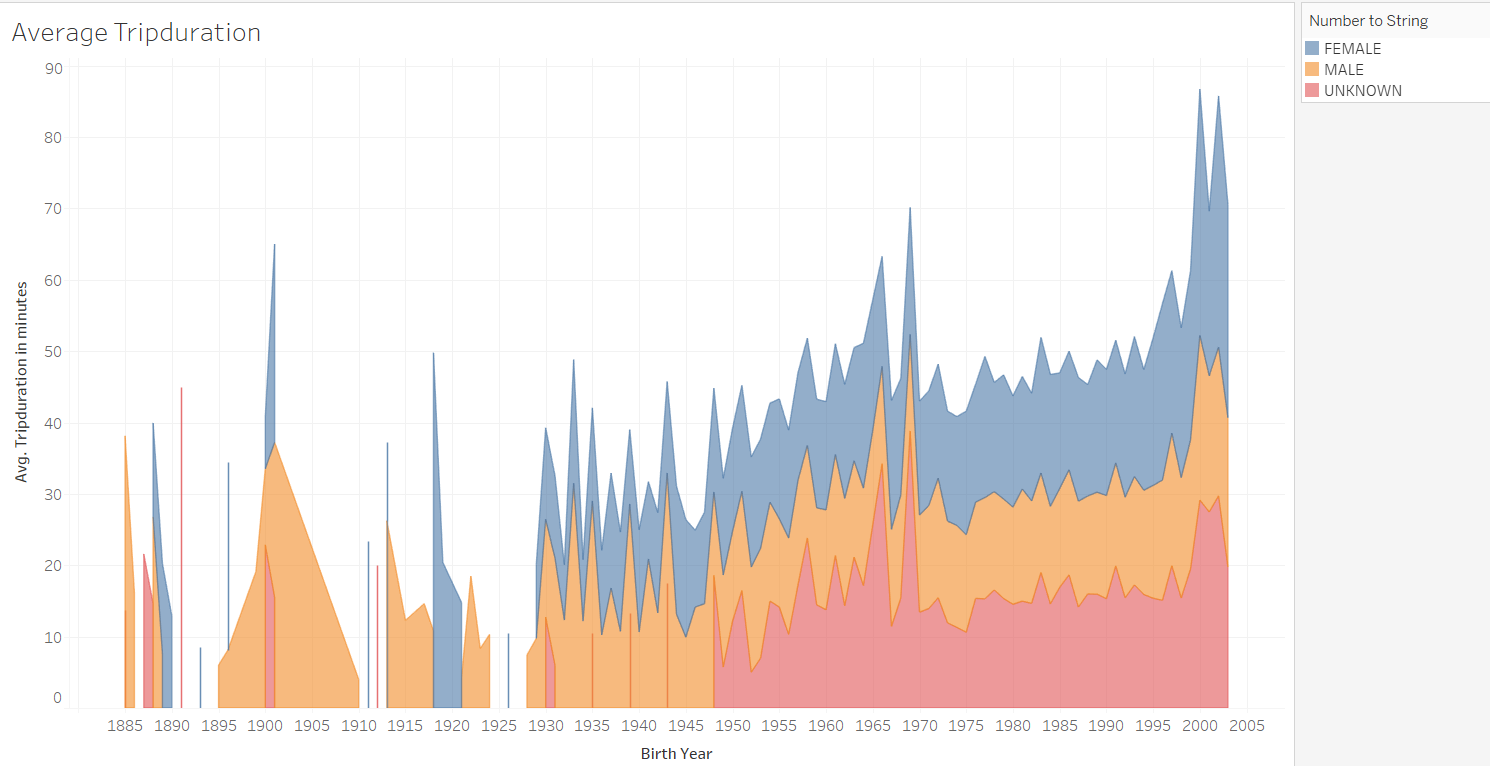 Average Tripduration
Number to String
FEMALE
MALE
UNKNOWN
Avg. Tripduration in minutes
90
80
70
60
50
40
30
20
10
0
1885 1890 1895 1900 1905 1910 1915 1920 1925 1930 1935 1940 1945 1950 1955 1960 1965 1970 1975 1980 1985 1990 1995 2000 2005
Birth Year